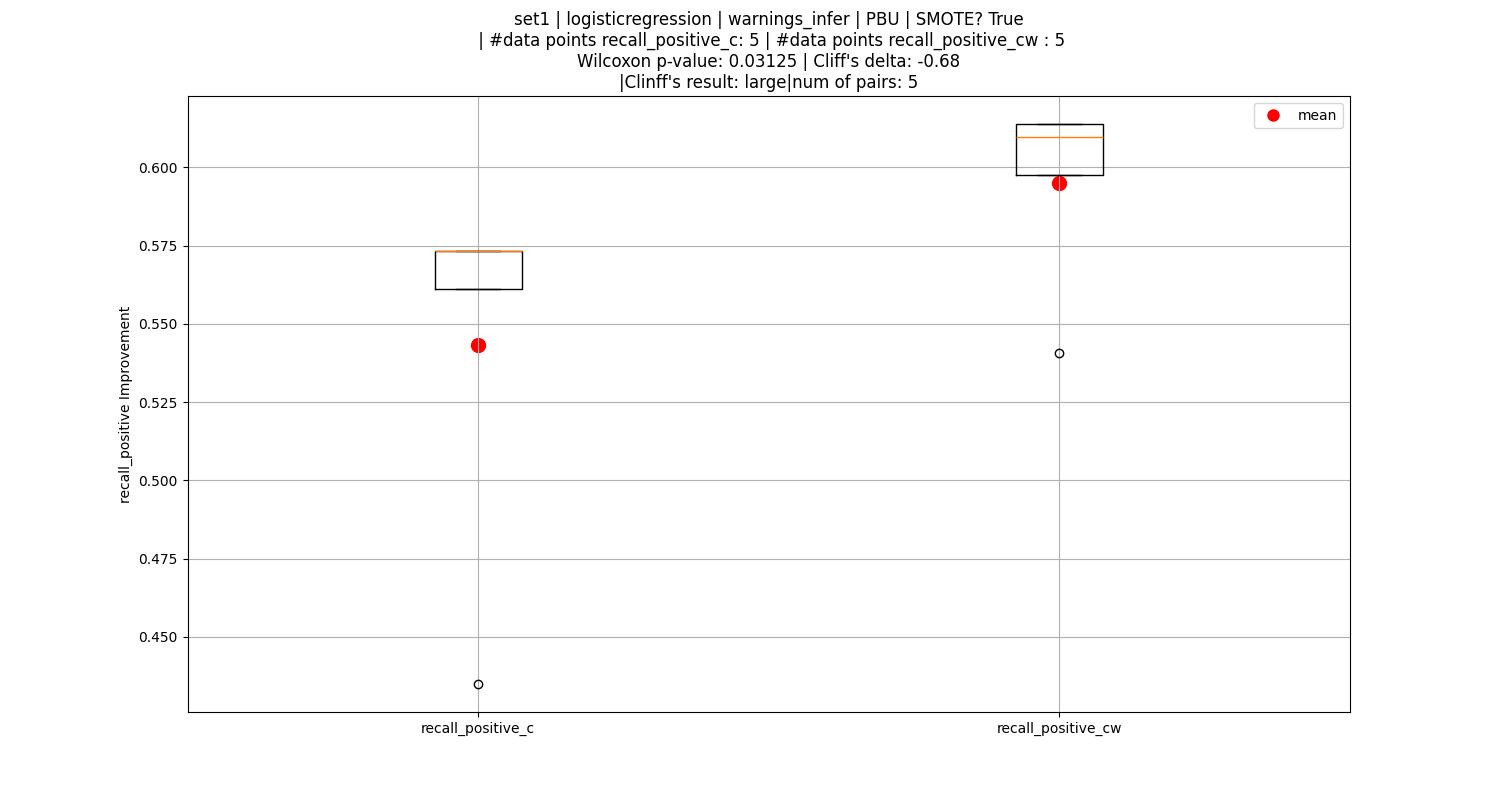 set1 | logisticregression | warnings_infer | PBU | SMOTE? True
| #data points recall_positive_c: 5 | #data points recall_positive_cw : 5
Wilcoxon p-value: 0.03125 | Cliff's delta: -0.68
|Clinff's result: large|num of pairs: 5
mean
0.600
0.575
0.550
0.525
0.500
0.475
0.450
recall_positive Improvement
recall_positive_c
recall_positive_cw